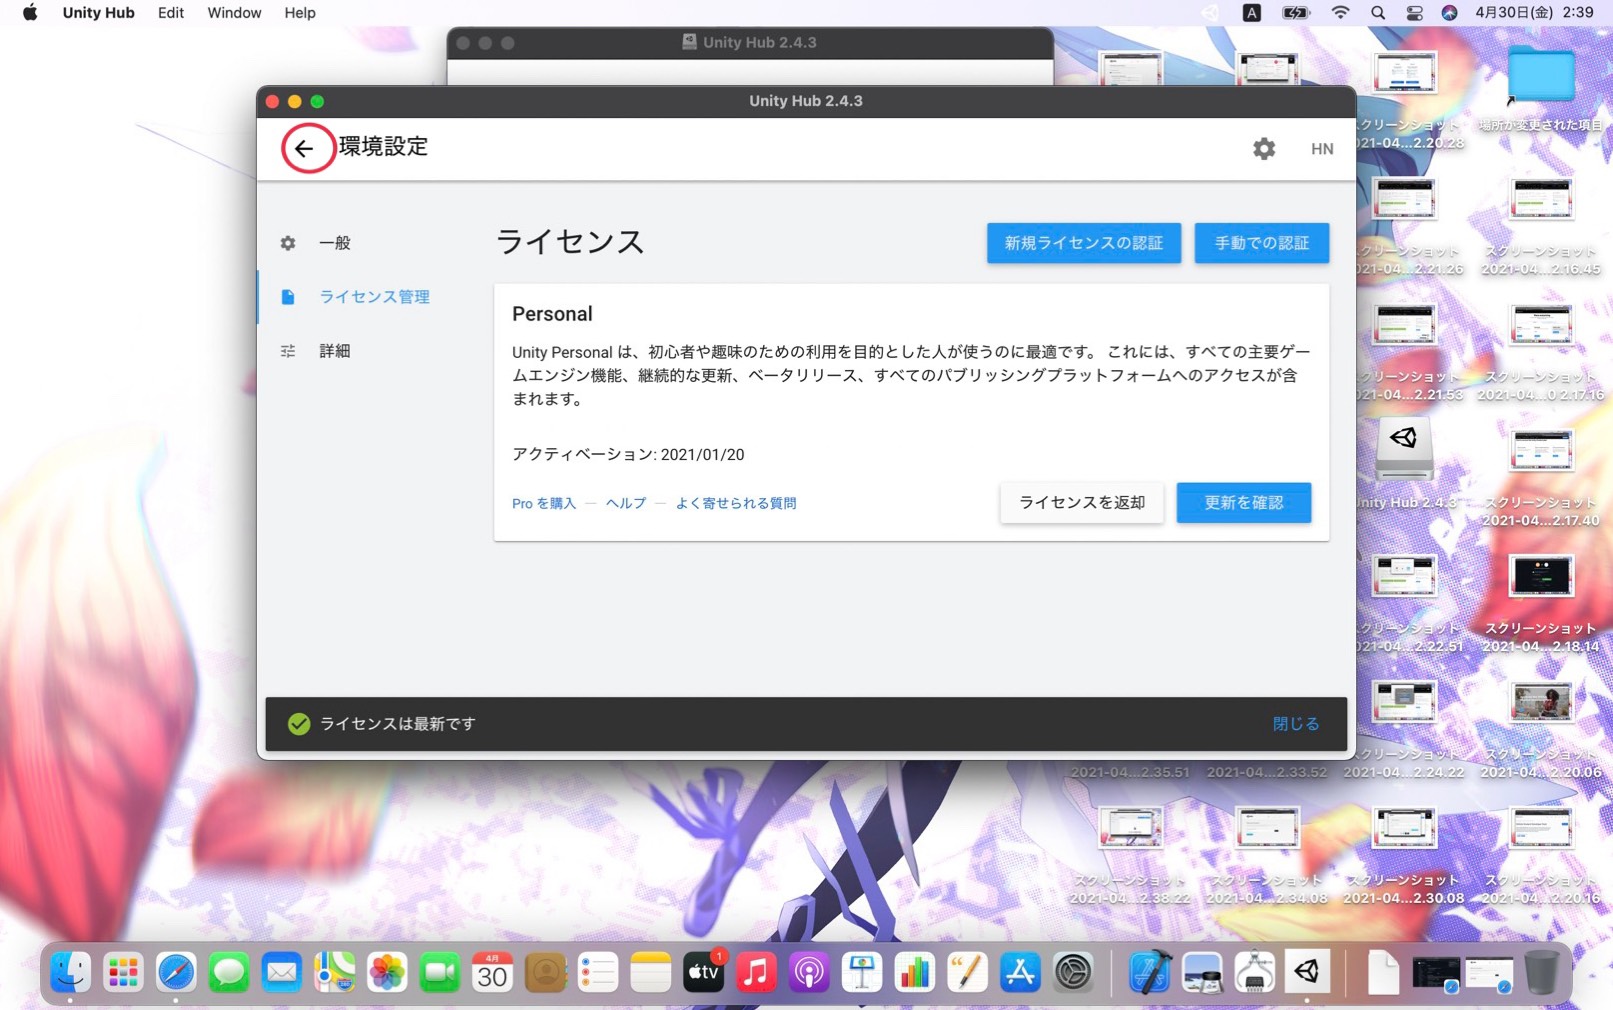 Unity Hub Edit Window Help
A
4月30日(金) 2:39
Unity Hub 2.4.3
Unity Hub 2.4.3
環境設定
HN
一般
ライセンス管理
詳細
ライセンス
新規ライセンスの認証
手動での認証
Personal
Unity Personal は、初心者や趣味のための利用を目的とした人が使うのに最適です。 これには、すべての主要ゲー
ムエンジン機能、継続的な更新、ベータリリース、すべてのパブリッシングプラットフォームへのアクセスが含
まれます。
アクティベーション: 2021/01/20
Pro を購入 — ヘルプ — よく寄せられる質問
ライセンスを返却
更新を確認
ライセンスは最新です
閉じる
クリーンショット
021-04...2.20.28
場所が変更された項目
クリーンショット
021-04...2.21.26
スクリーンショット
2021-04...2.16.45
クリーンショット
021-04...2.21.53
スクリーンショット
2021-04...0 2.17.16
Unity Hub 2.4.3
スクリーンショット
2021-04...2.17.40
クリーンショット
021-04...2.22.51
スクリーンショット
2021-04...2.18.14
2021-04...2.35.51
2021-04...2.33.52
クリーンショット
2021-04...2.24.22
スクリーンショット
2021-04...2.20.06
スクリーンショット
2021-04...2.38.22
スクリーンショット
2021-04...2.34.08
スクリーンショット
2021-04...2.30.08
スクリーンショット
2021-04...2.20.16
4月
30
tv
1